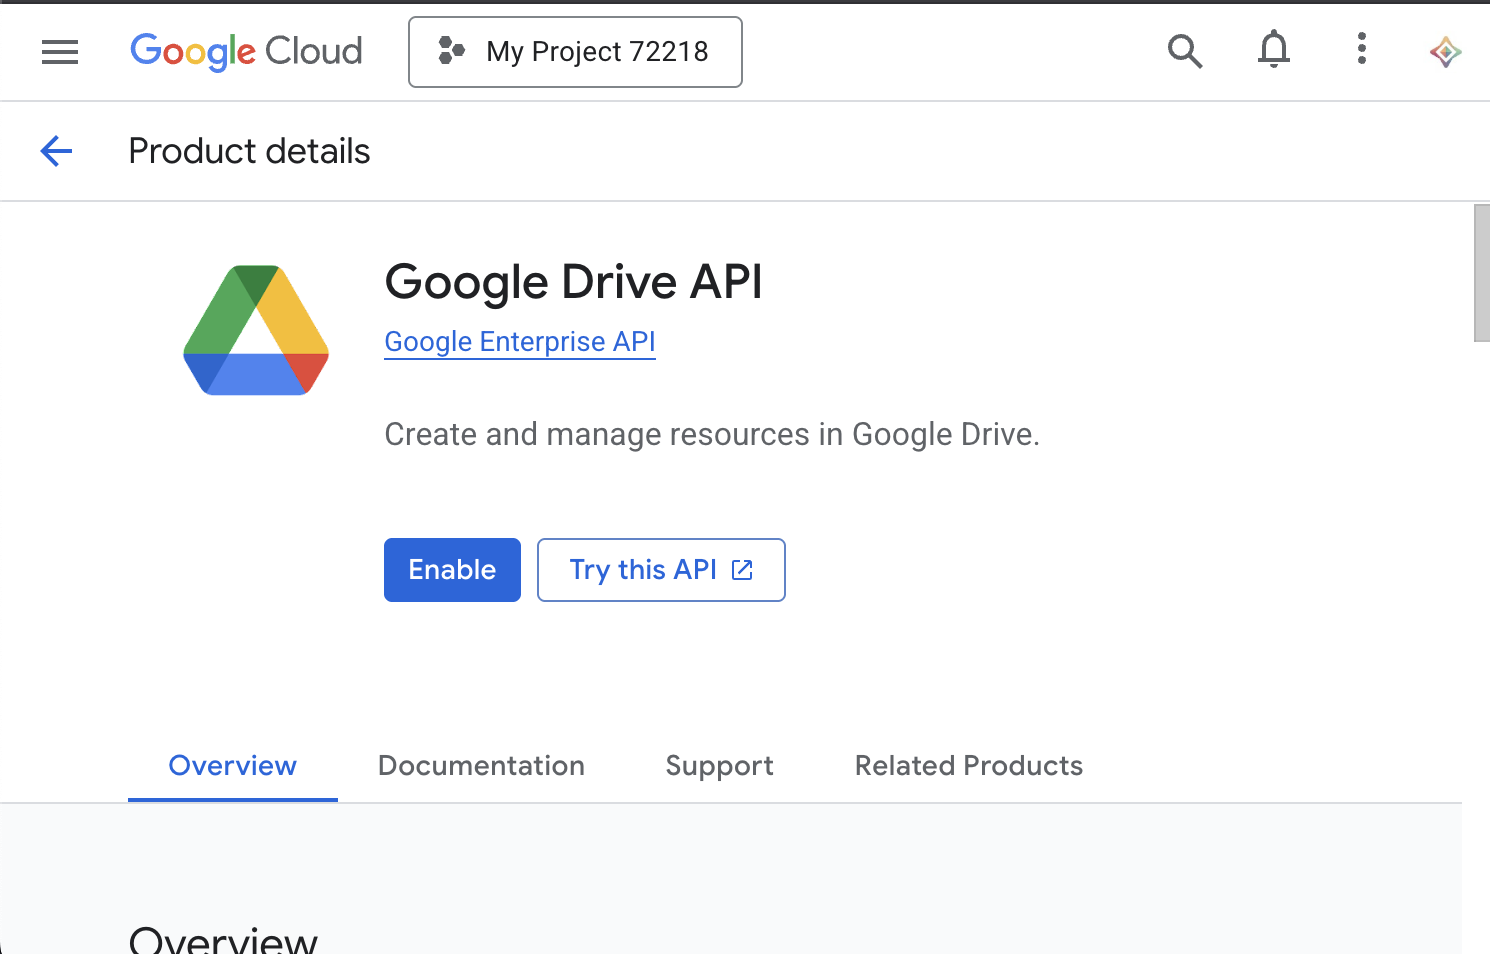 Google Cloud
My Project 72218
Product details
Google Drive API
Google Enterprise API
Create and manage resources in Google Drive.
Enable
Try this API
Overview
Documentation
Support
Related Products
Overview